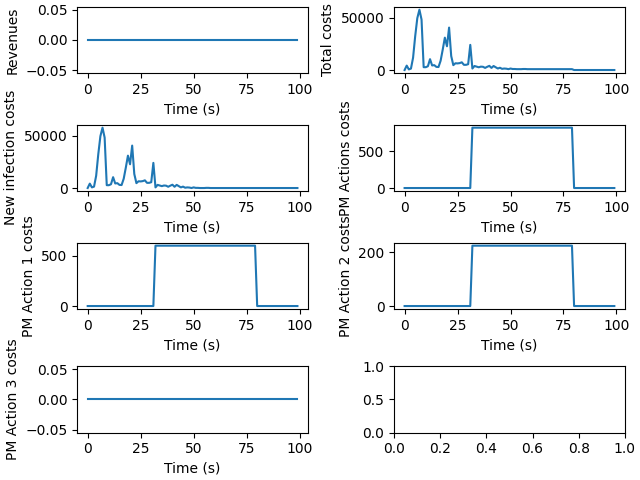 Revenues
0.05
0.00
−0.05
0 25 50 75 100
Time (s)
Total costs
50000
0
0 25 50 75 100
Time (s)
New infection costs
50000
0
0 25 50 75 100
Time (s)
PM Actions costs
500
0
0 25 50 75 100
Time (s)
PM Action 1 costs
500
0
0 25 50 75 100
Time (s)
PM Action 2 costs
200
0
0 25 50 75 100
Time (s)
PM Action 3 costs
0.05
0.00
−0.05
0 25 50 75 100
Time (s)
1.0
0.5
0.0
0.0 0.2 0.4 0.6 0.8 1.0